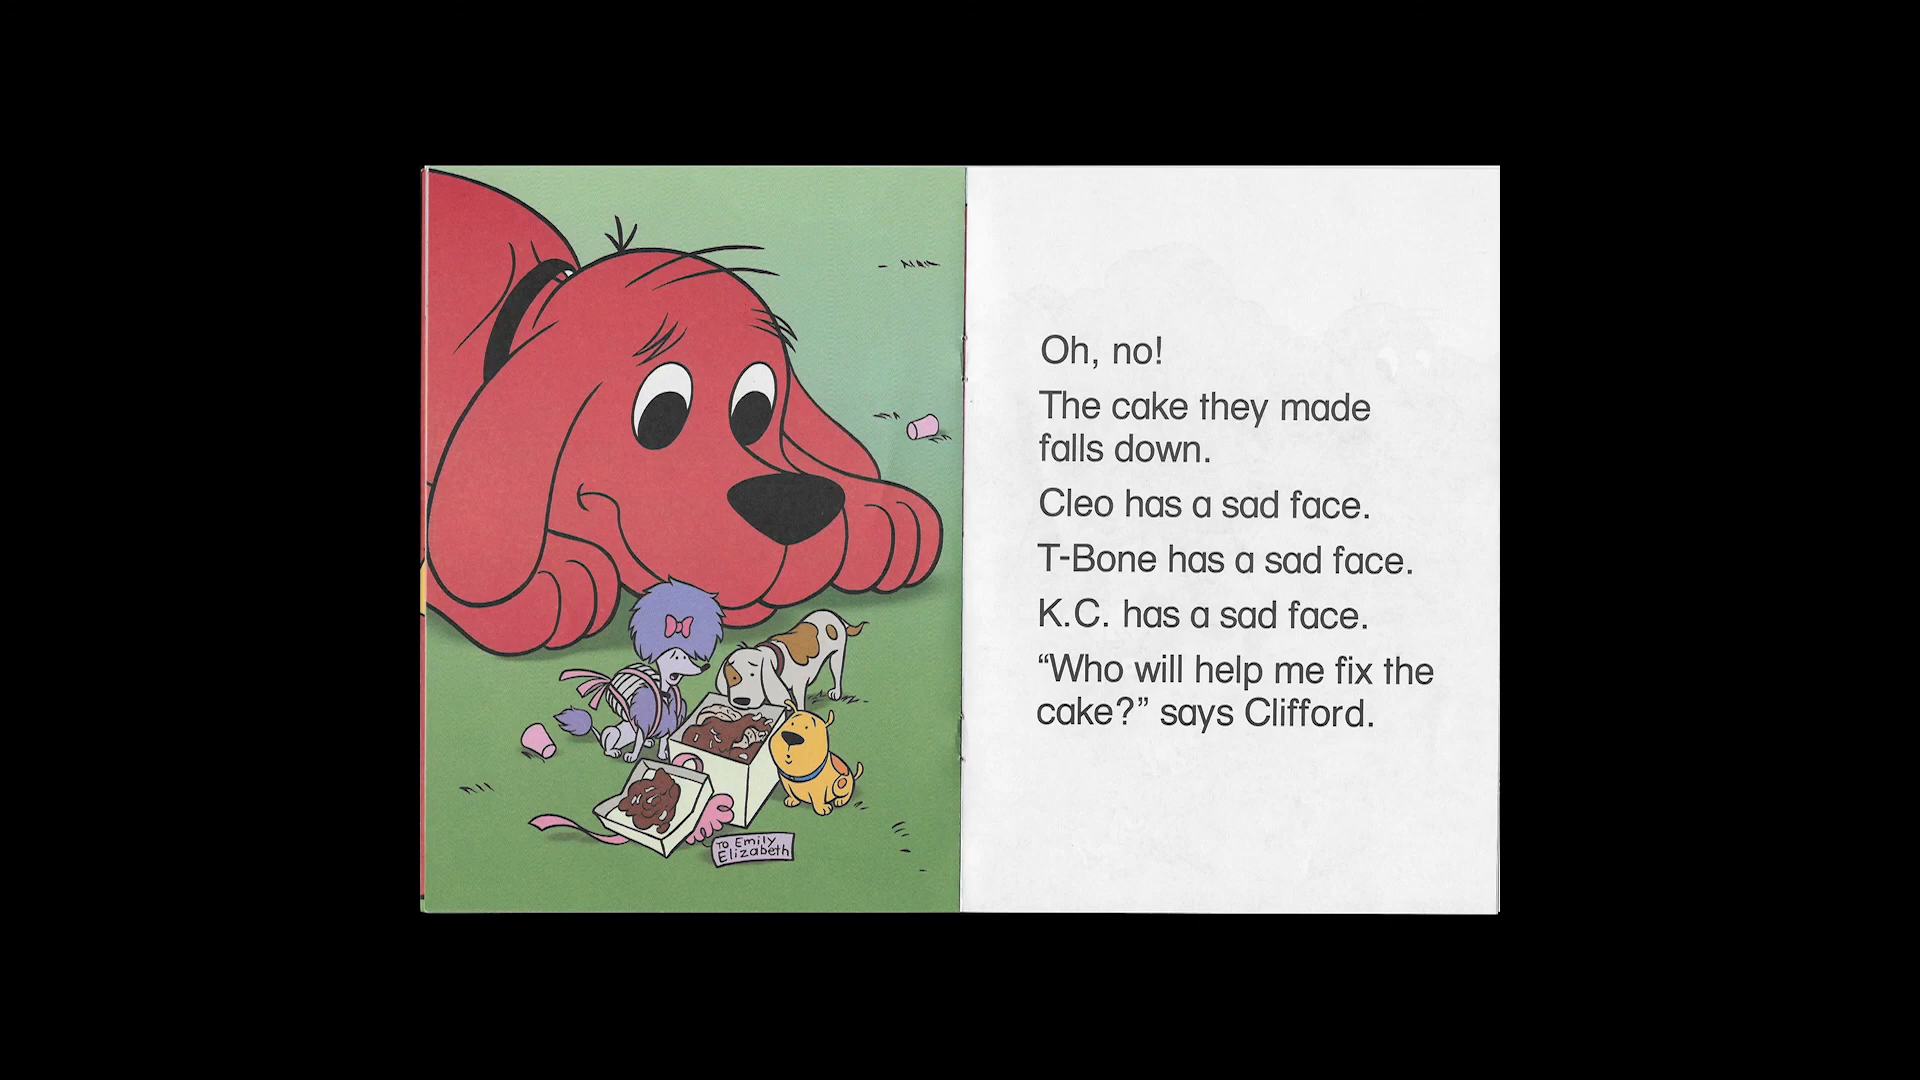 Oh, no!
The cake they made
falls down.
Cleo has a sad face.
T-Bone has a sad face.
K.C. has a sad face.
“Who will help me fix the
cake?” says Clifford.
To Emily
Elizabeth